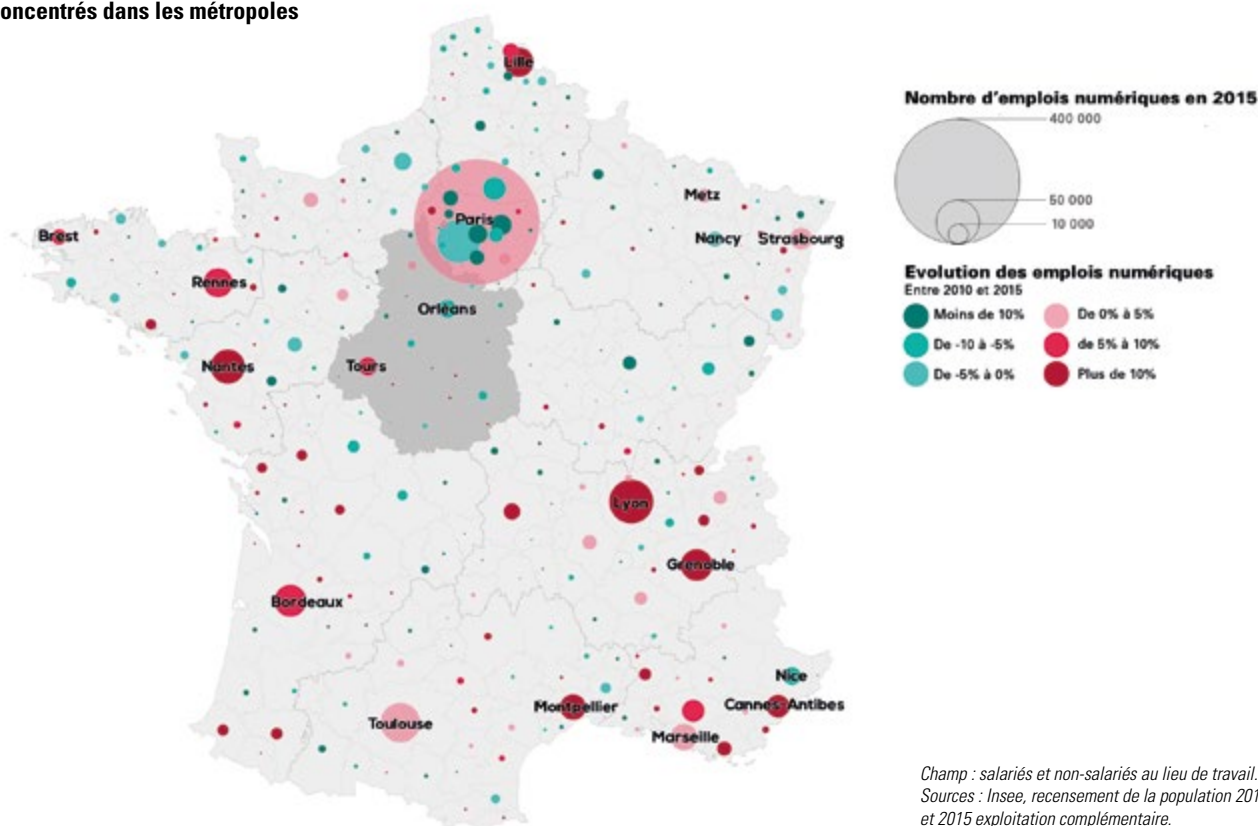 oncentrés dans les métropoles
Lille
Paris
Metz
Nancy
Strasbourg
Brest
Rennes
Orléans
Nantes
Tours
Lyon
Grenoble
Bordeaux
Nice
Montpellier
Cannes-Antibes
Toulouse
Marseille
Nombre d'emplois numériques en 2015
400 000
50 000
10 000
Evolution des emplois numériques
Entre 2010 et 2015
Moins de 10%
De 0% à 5%
De -10 à -5%
de 5% à 10%
De -5% à 0%
Plus de 10%
Champ : salariés et non-salariés au lieu de travail.
Sources : Insee, recensement de la population 201
et 2015 exploitation complémentaire.